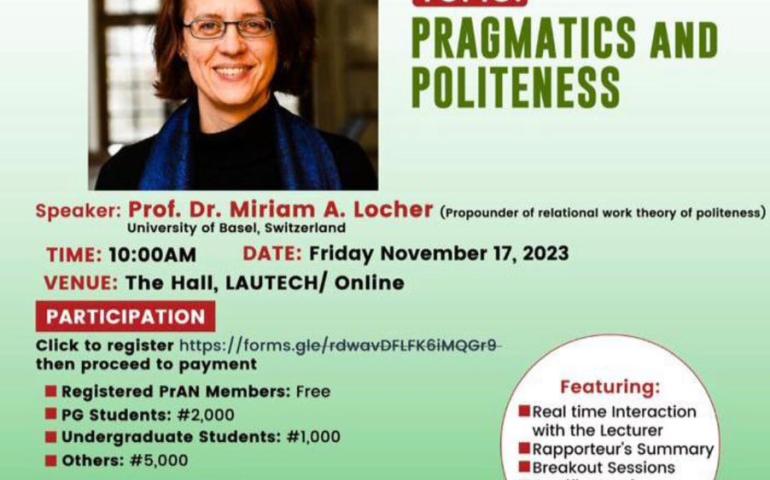 PRAGMATICS AND
POLITENESS
Speaker: Prof. Dr. Miriam A. Locher (Propounder of relational work theory of politeness)
University of Basel, Switzerland
TIME: 10:00AM DATE: Friday November 17, 2023
VENUE: The Hall, LAUTECH/ Online
PARTICIPATION
Click to register https://forms.gle/rdwavDFLFK6iMQGr9
then proceed to payment
Registered PrAN Members: Free
PG Students: #2,000
Undergraduate Students: #1,000
Others: #5,000
Featuring:
Real time Interaction
with the Lecturer
Rapporteur's Summary
Breakout Sessions